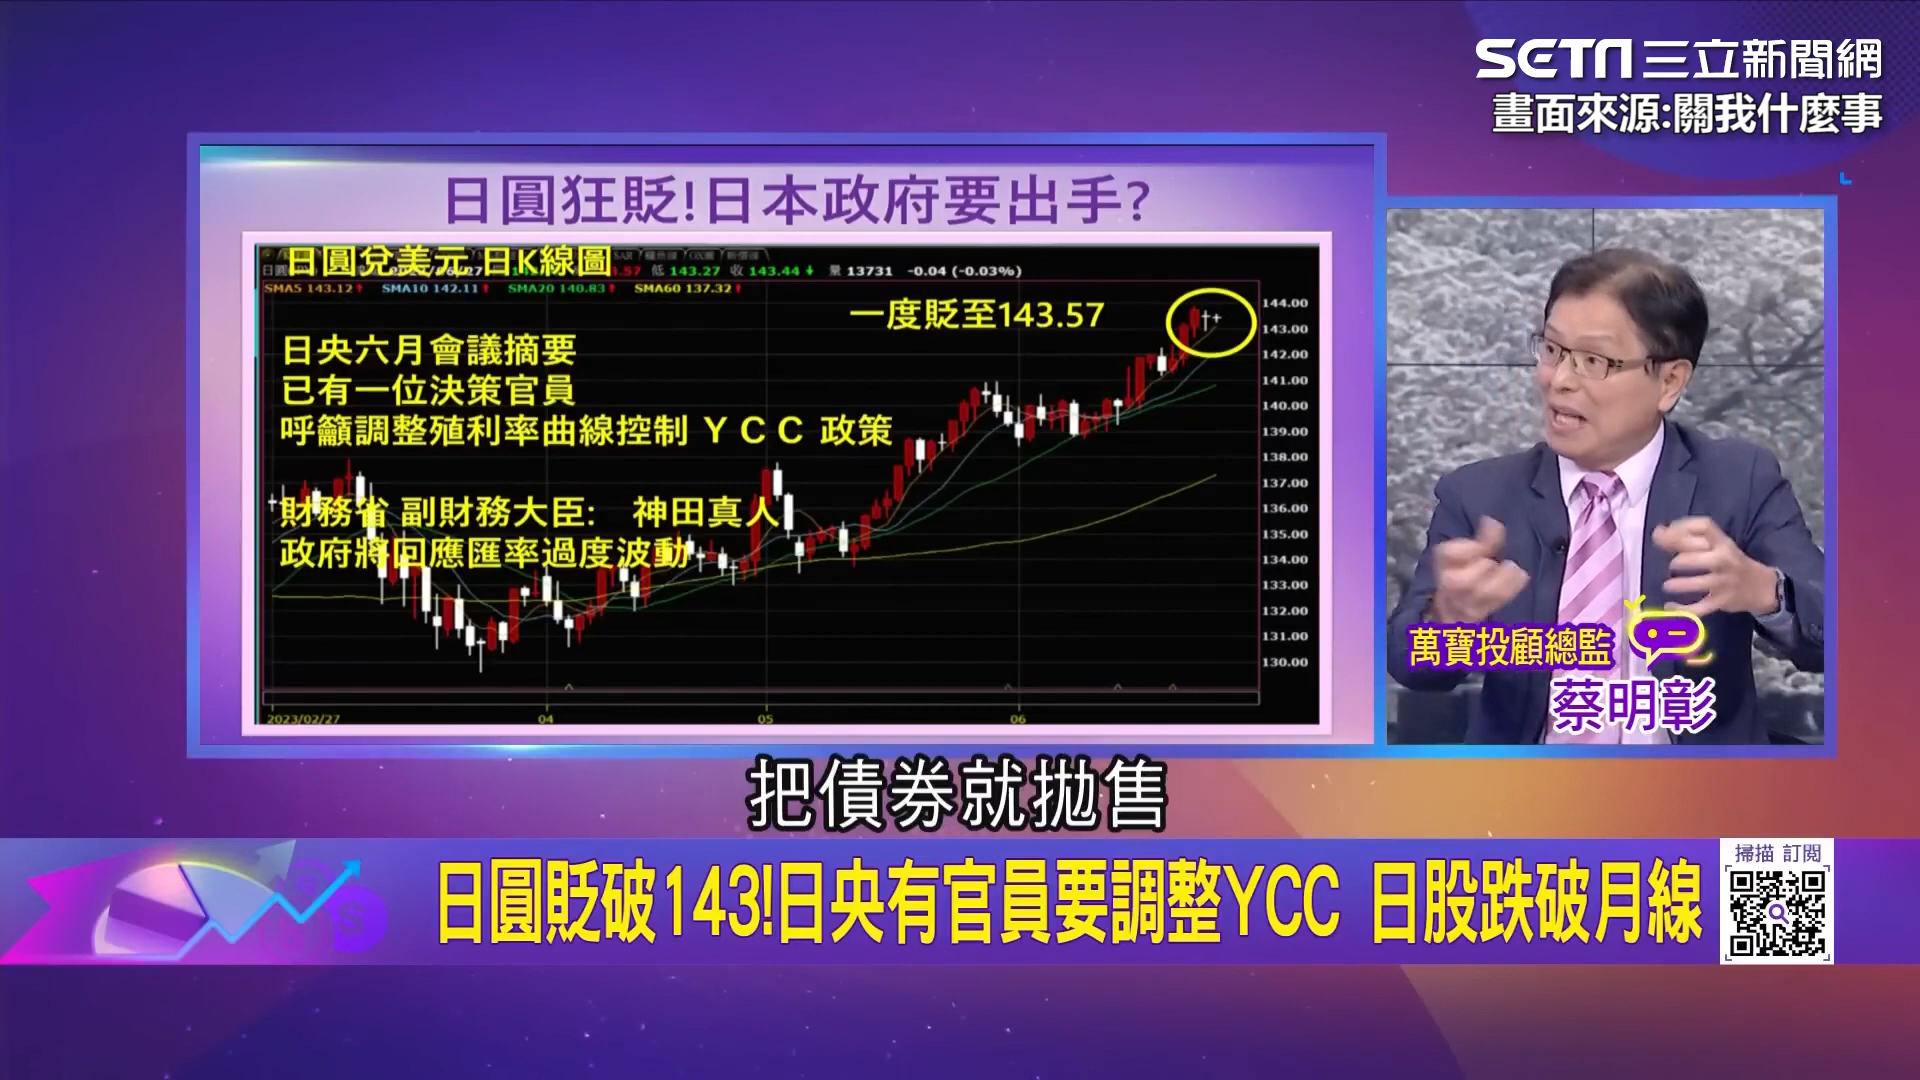 SETN三立新聞網
畫面來源:關我什麼事
日圓狂貶!日本政府要出手?
日圓兌美元 日K線圖
低 143.27 收 143.44 量 13731 -0.04 (-0.03%)
SMA5 143.12 SMA10 142.11 SMA20 140.83 SMA60 137.32
一度貶至143.57
日央六月會議摘要
已有一位決策官員
呼籲調整殖利率曲線控制 YCC 政策
財務省 副財務大臣: 神田真人
政府將回應匯率過度波動
144.00
143.00
142.00
141.00
140.00
139.00
138.00
137.00
136.00
135.00
134.00
133.00
132.00
131.00
130.00
2023/02/27 04 05 06
萬寶投顧總監
蔡明彰
把債券就拋售
日圓貶破143!日央有官員要調整YCC 日股跌破月線
掃描 訂閱